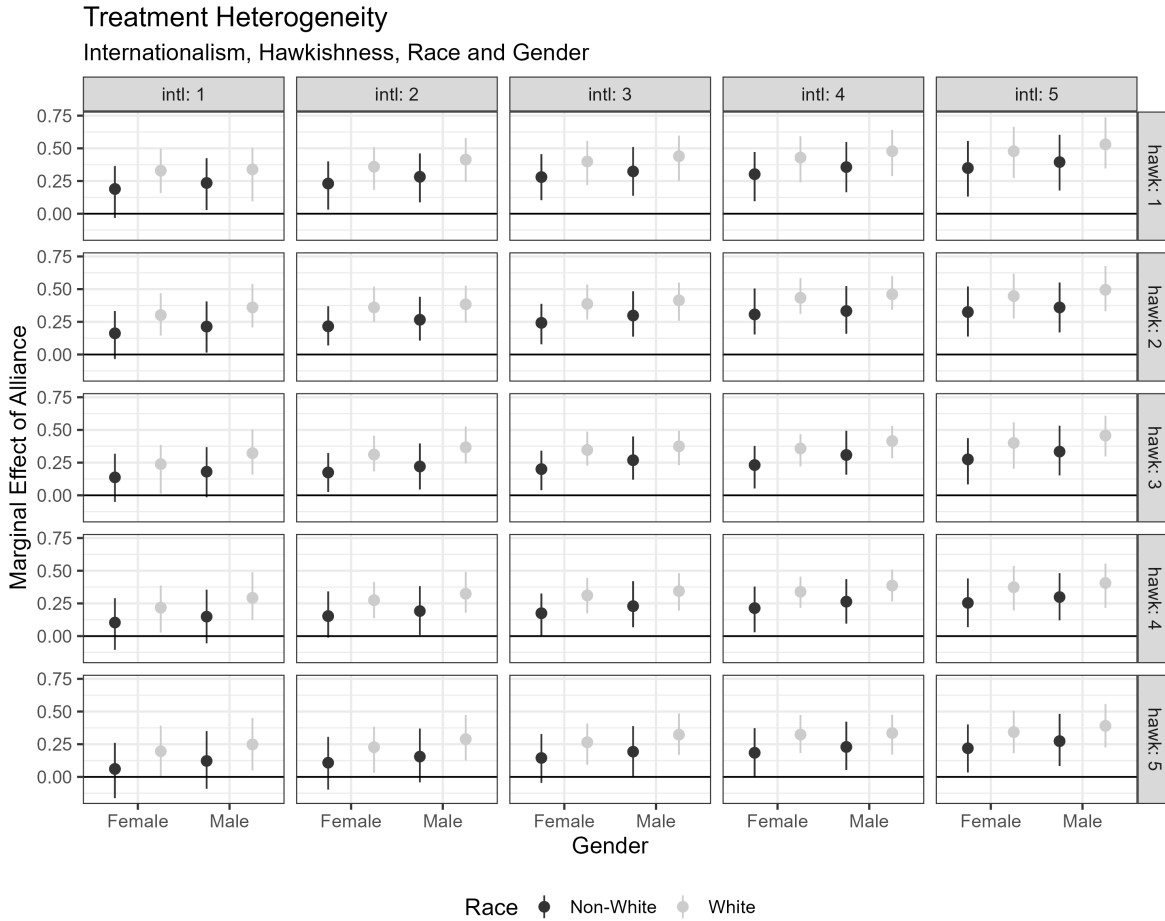 Treatment Heterogeneity
Internationalism, Hawkishness, Race and Gender
intl: 1
intl: 2
intl: 3
intl: 4
intl: 5
0.75
0.50
0.25
0.00
hawk: 1
0.75
0.50
0.25
0.00
hawk: 2
0.75
0.50
0.25
0.00
hawk: 3
0.75
0.50
0.25
0.00
hawk: 4
0.75
0.50
0.25
0.00
hawk: 5
Marginal Effect of Alliance
Female
Male
Female
Male
Female
Male
Female
Male
Female
Male
Gender
Race
Non-White
White